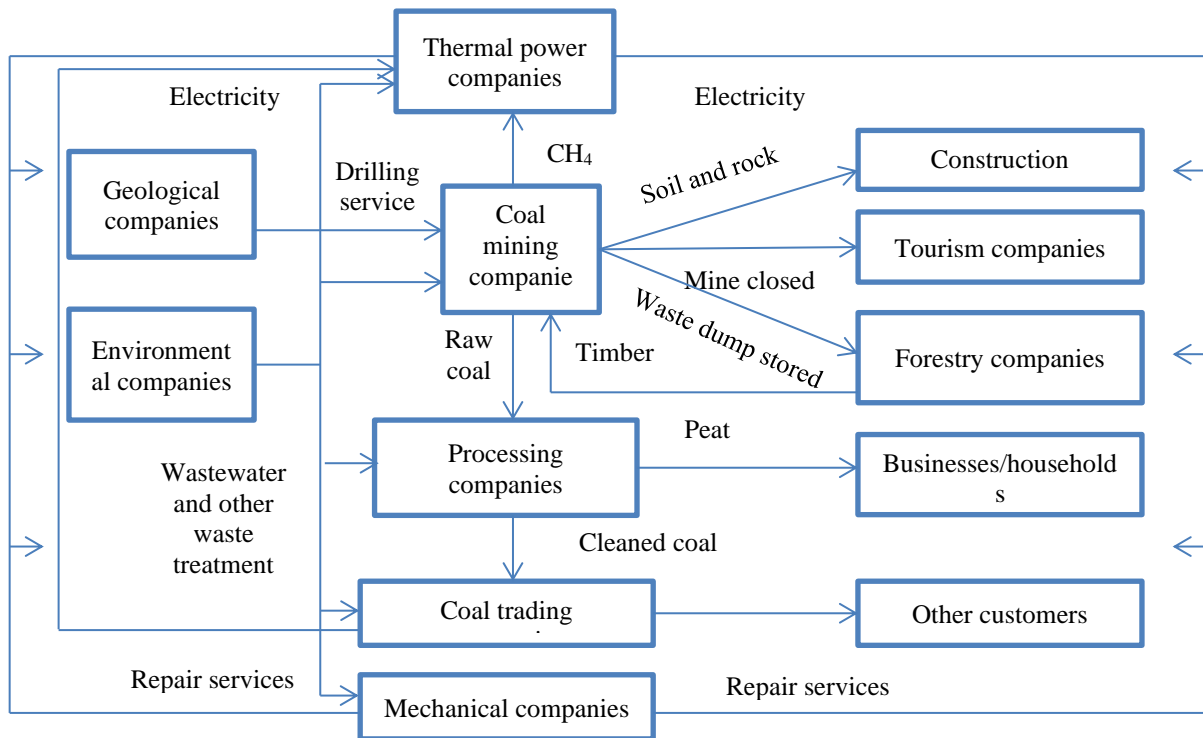 Thermal power
companies
Electricity
Electricity
CH4
Drilling
service
Soil and rock
Construction
Geological
companies
Coal
mining
companie
Tourism companies
Mine closed
Waste dump stored
Environment
al companies
Raw
coal
Timber
Forestry companies
Peat
Processing
companies
Businesses/household
s
Wastewater
and other
waste
treatment
Cleaned coal
Coal trading
Other customers
Repair services
Repair services
Mechanical companies